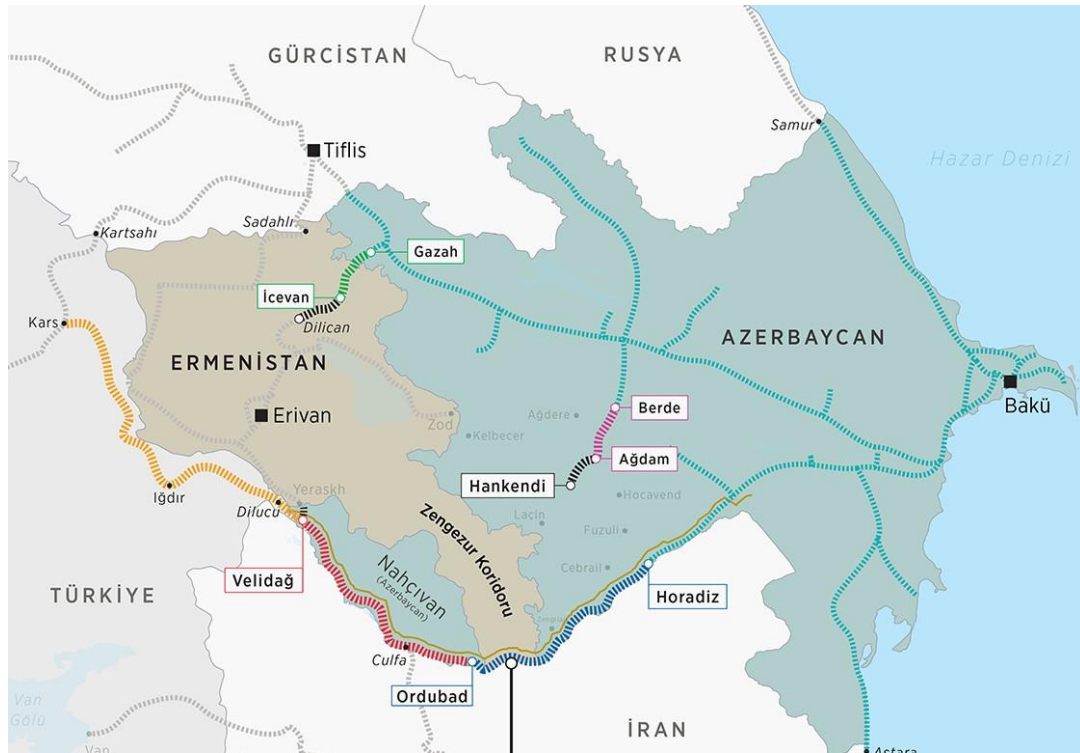 GÜRCİSTAN
RUSYA
Samur
Hazar Denizi
Tiflis
Sadahlı
Kartsahı
Gazah
İcevan
Dilican
Kars
ERMENİSTAN
AZERBAYCAN
Bakü
Erivan
Zod
Ağdere
Berde
Kelbecer
Ağdam
Hankendi
Hocavend
Iğdır
Yeraskh
Dilucu
Laçin
Fuzuli
Zengezur Koridoru
Cebrail
Velidağ
Nahçıvan
(Azerbaycan)
Horadiz
TÜRKİYE
Culfa
Ordubad
Van
Gölü
İRAN
Van
Astara